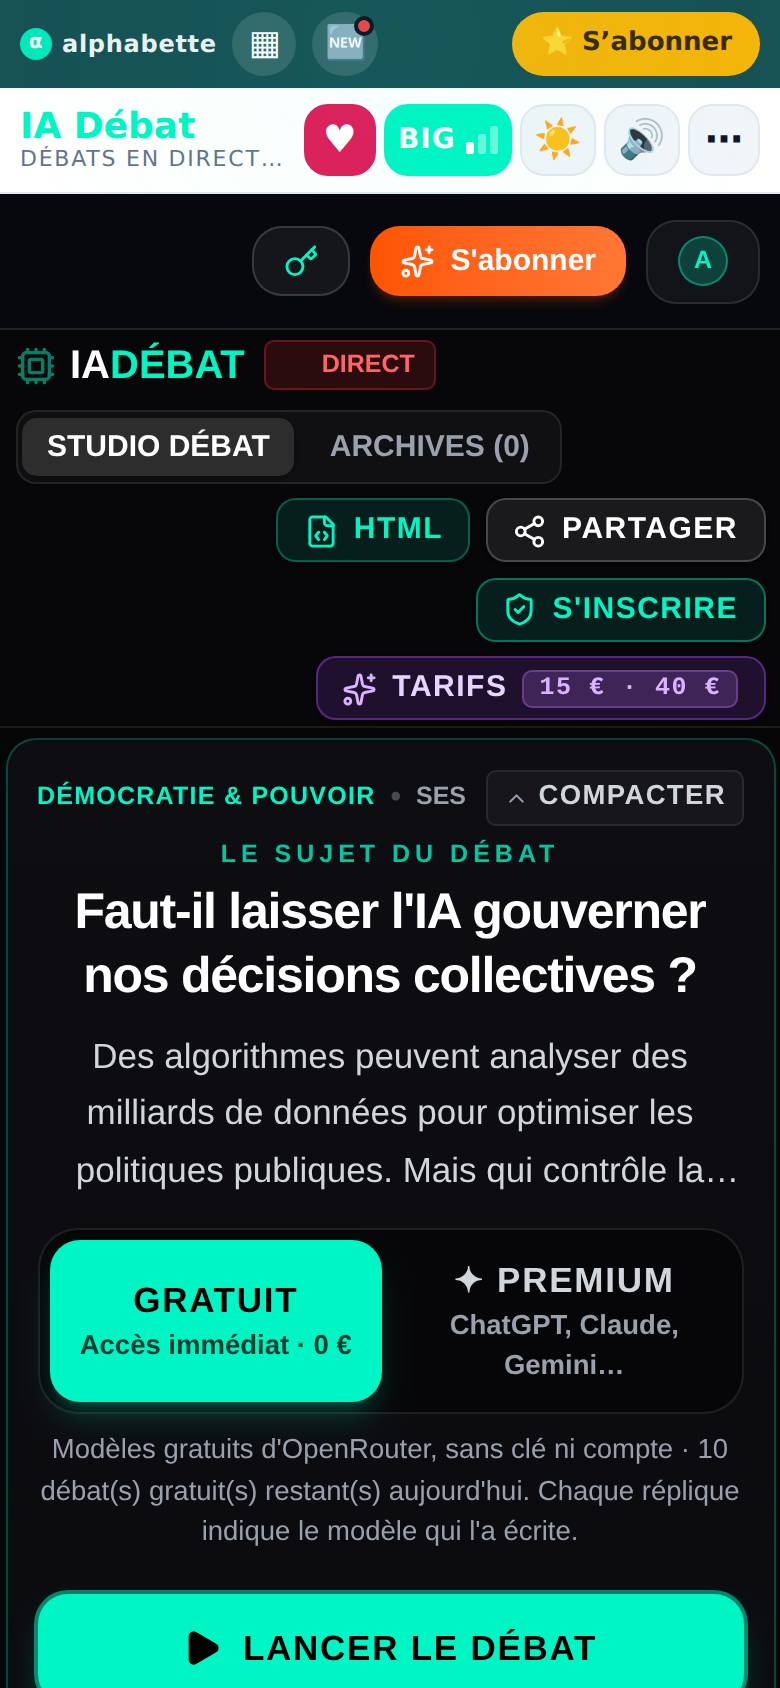 α alphabette NEW ⭐ S’abonner
IA Débat
DÉBATS EN DIRECT…
BIG
S'abonner A
IADÉBAT DIRECT
STUDIO DÉBAT ARCHIVES (0)
HTML PARTAGER
S'INSCRIRE
TARIFS 15 € · 40 €
DÉMOCRATIE & POUVOIR • SES COMPACTER
LE SUJET DU DÉBAT
Faut-il laisser l'IA gouverner
nos décisions collectives ?
Des algorithmes peuvent analyser des
milliards de données pour optimiser les
politiques publiques. Mais qui contrôle la…
GRATUIT
Accès immédiat · 0 €
✦ PREMIUM
ChatGPT, Claude,
Gemini…
Modèles gratuits d'OpenRouter, sans clé ni compte · 10
débat(s) gratuit(s) restant(s) aujourd'hui. Chaque réplique
indique le modèle qui l'a écrite.
LANCER LE DÉBAT